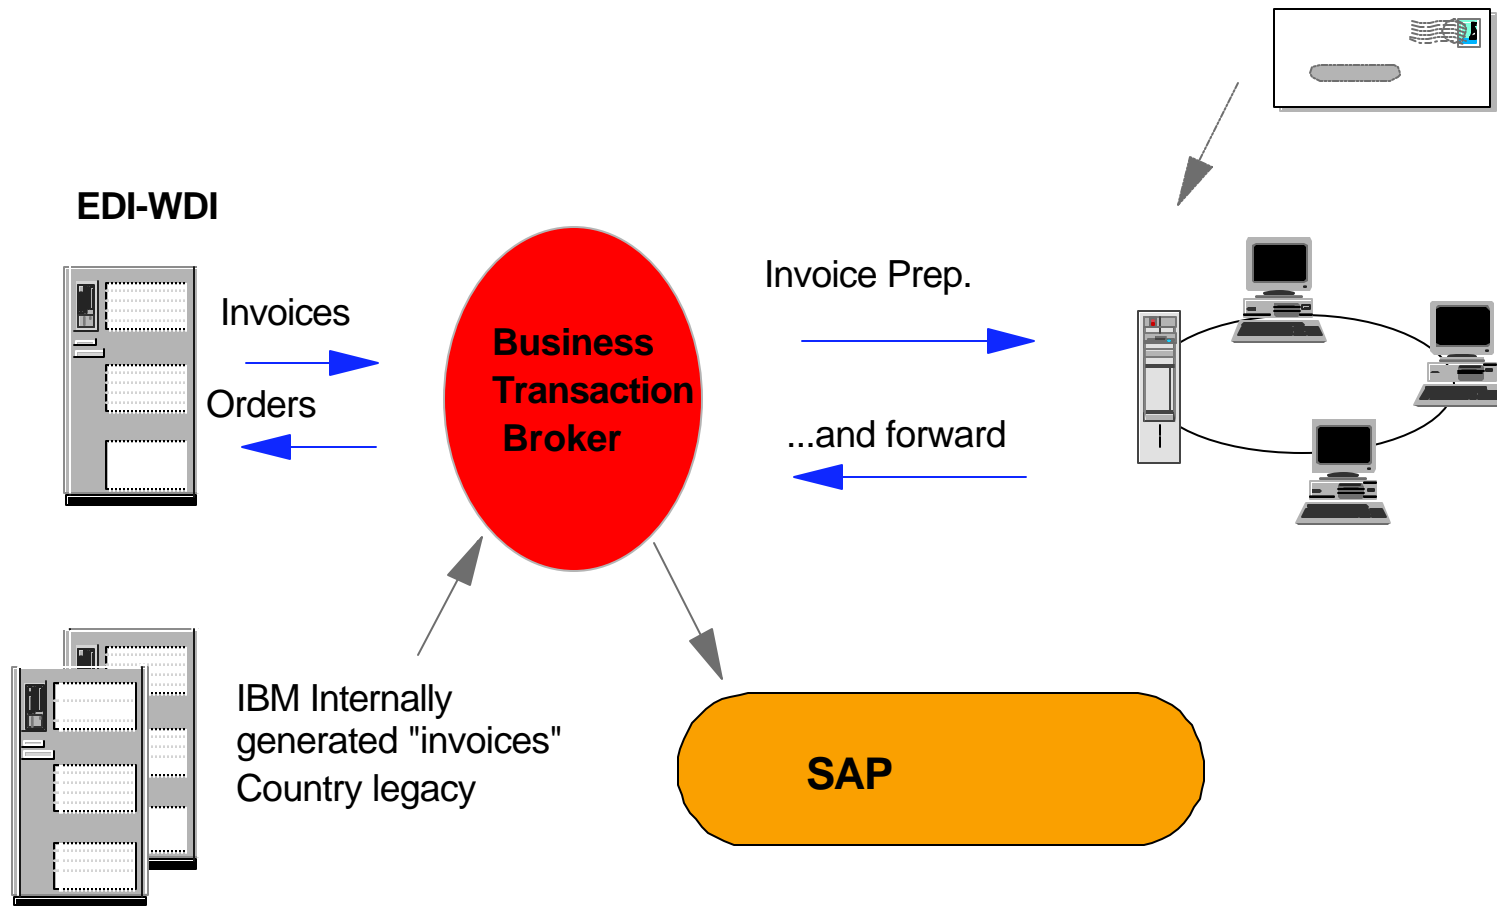 EDI-WDI
Invoices
Orders
Business
Transaction
Broker
Invoice Prep.
...and forward
IBM Internally
generated "invoices"
Country legacy
SAP